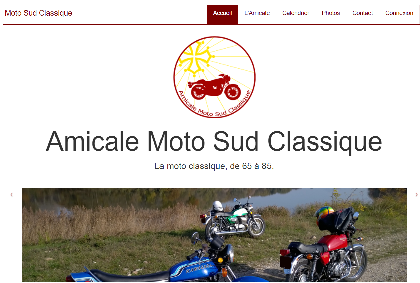 Moto Sud Classique
Accueil L'Amicale Calendrier Photos Contact Connexion
Amicale Moto Sud Classique
Amicale Moto Sud Classique
La moto classique, de 65 à 85.